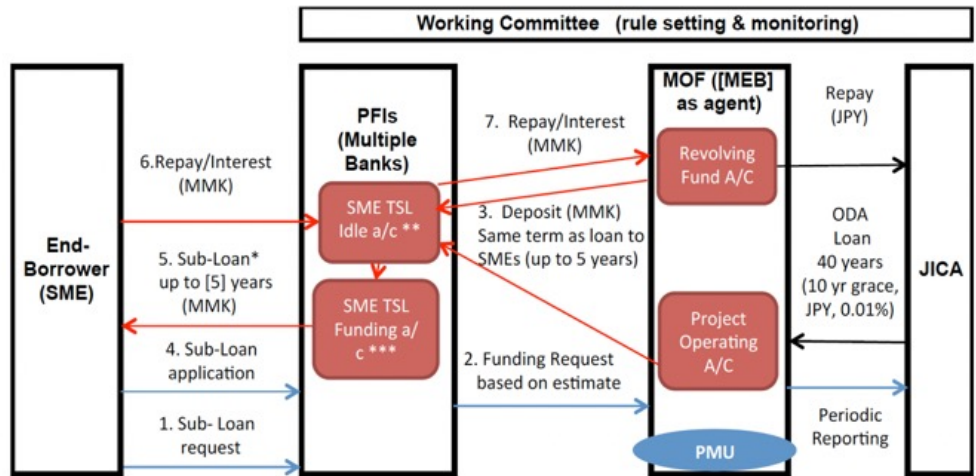 Working Committee (rule setting & monitoring)
End-
Borrower
(SME)
6.Repay/Interest
(MMK)
5. Sub-Loan*
up to [5] years
(MMK)
4. Sub-Loan
application
1. Sub- Loan
request
PFIs
(Multiple
Banks)
SME TSL
Idle a/c **
SME TSL
Funding a/
c ***
7. Repay/Interest
(MMK)
3. Deposit (MMK)
Same term as loan to
SMEs (up to 5 years)
2. Funding Request
based on estimate
MOF ([MEB]
as agent)
Revolving
Fund A/C
Project
Operating
A/C
PMU
Repay
(JPY)
ODA
Loan
40 years
(10 yr grace,
JPY, 0.01%)
Periodic
Reporting
JICA